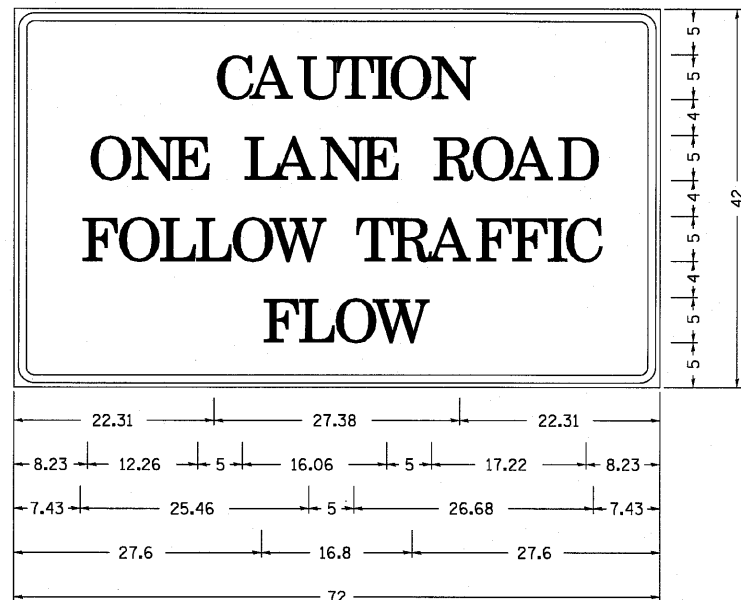 CAUTION
ONE LANE ROAD
FOLLOW TRAFFIC
FLOW
5
5
4
5
4
5
4
5
5
42
22.31 27.38 22.31
8.23 12.26 5 16.06 5 17.22 8.23
7.43 25.46 5 26.68 7.43
27.6 16.8 27.6
72